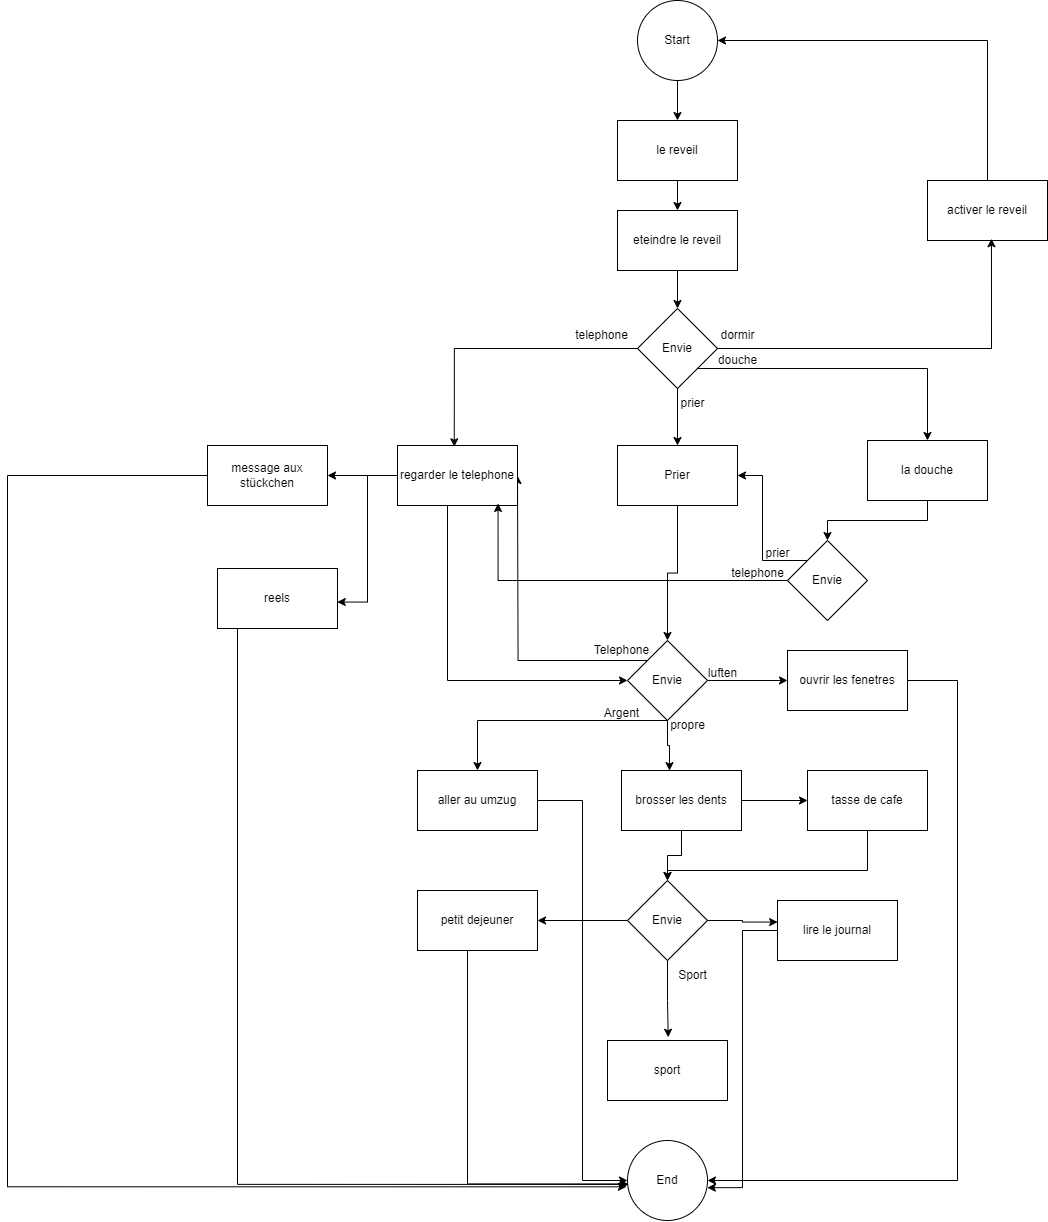 Start
le reveil
activer le reveil
eteindre le reveil
telephone
dormir
Envie
douche
prier
message aux
stückchen
regarder le telephone
Prier
la douche
prier
telephone
Envie
reels
Telephone
luften
Envie
ouvrir les fenetres
Argent
propre
aller au umzug
brosser les dents
tasse de cafe
petit dejeuner
Envie
lire le journal
Sport
sport
End